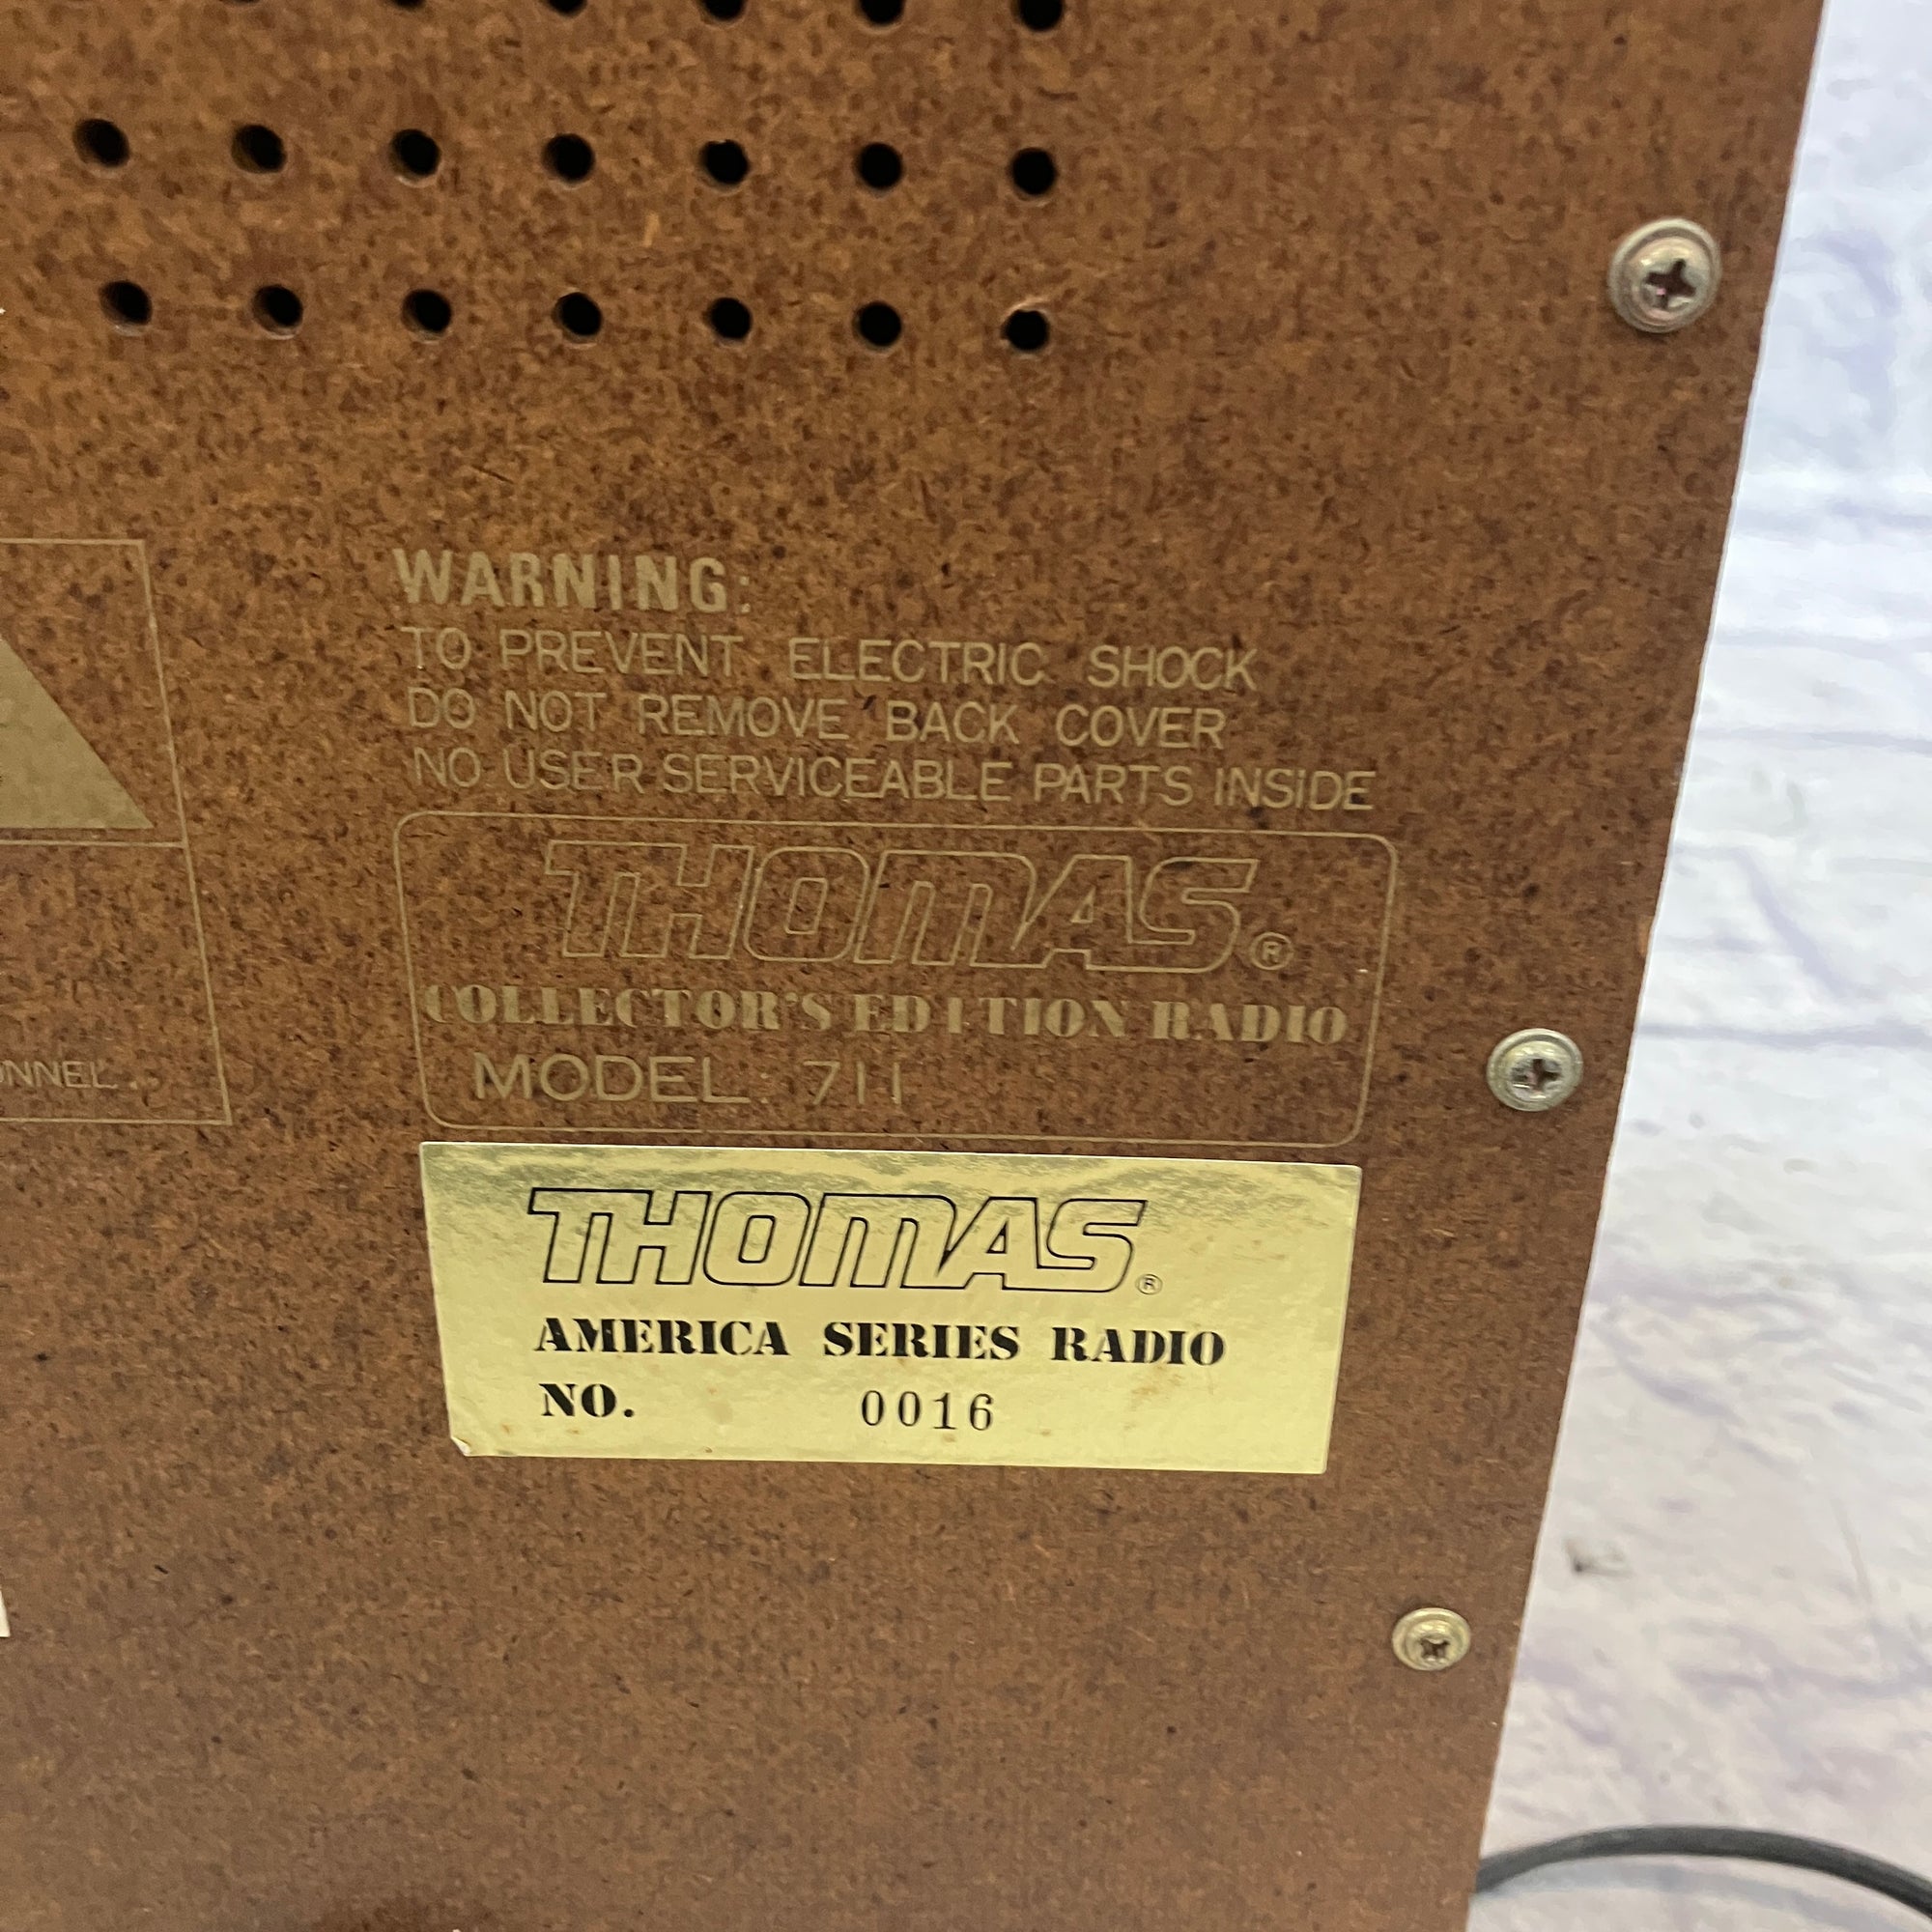 WARNING:
TO PREVENT ELECTRIC SHOCK
DO NOT REMOVE BACK COVER
NO USER SERVICEABLE PARTS INSIDE
THOMAS®
COLLECTOR'S EDITION RADIO
MODEL 711
THOMAS®
AMERICA SERIES RADIO
NO. 0016